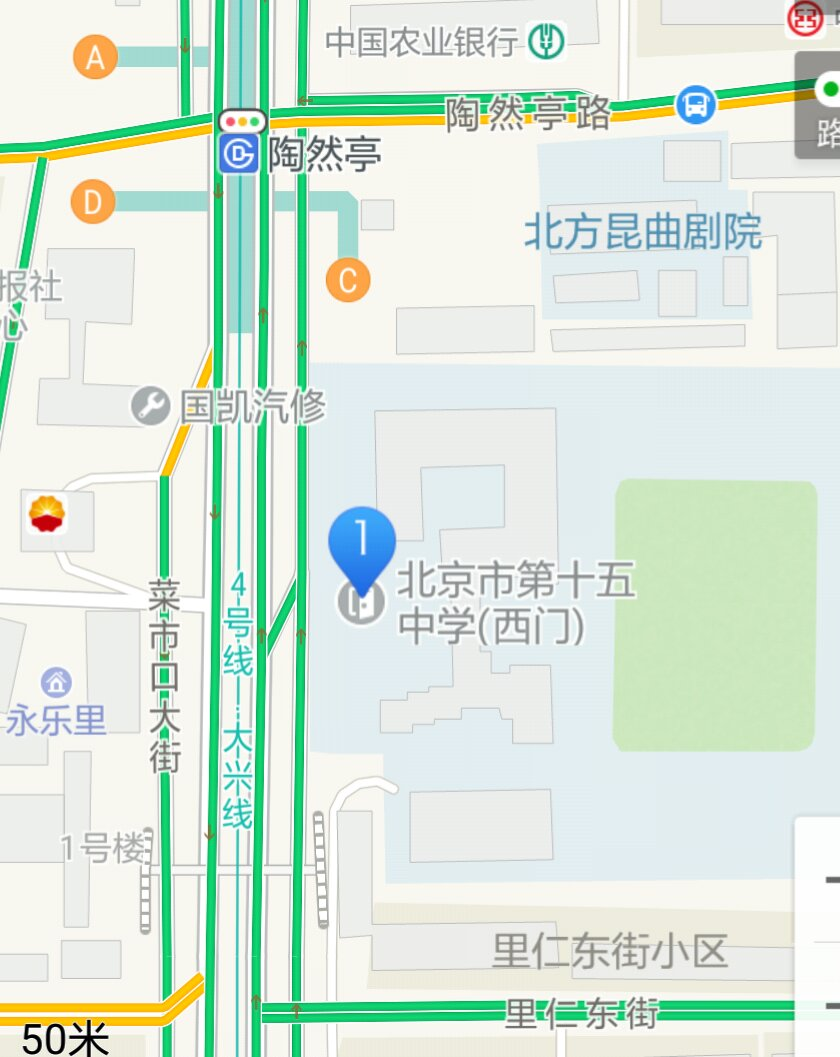 中国农业银行
A
陶然亭路
路
陶然亭
D
北方昆曲剧院
C
报社
心
国凯汽修
1
北京市第十五
中学(西门)
菜市口大街
4号线…大米线
永乐里
1号楼
里仁东街小区
里仁东街
50米